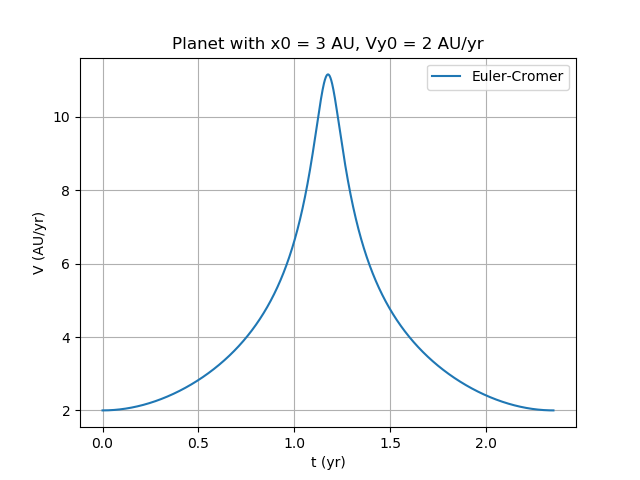 Planet with x0 = 3 AU, Vy0 = 2 AU/yr
Euler-Cromer
V (AU/yr)
10
8
6
4
2
0.0 0.5 1.0 1.5 2.0
t (yr)